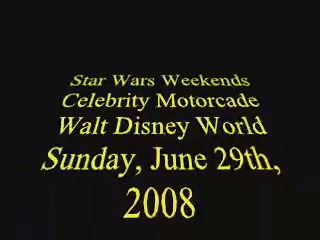 Star Wars Weekends
Celebrity Motorcade
Walt Disney World
Sunday, June 29th,
2008